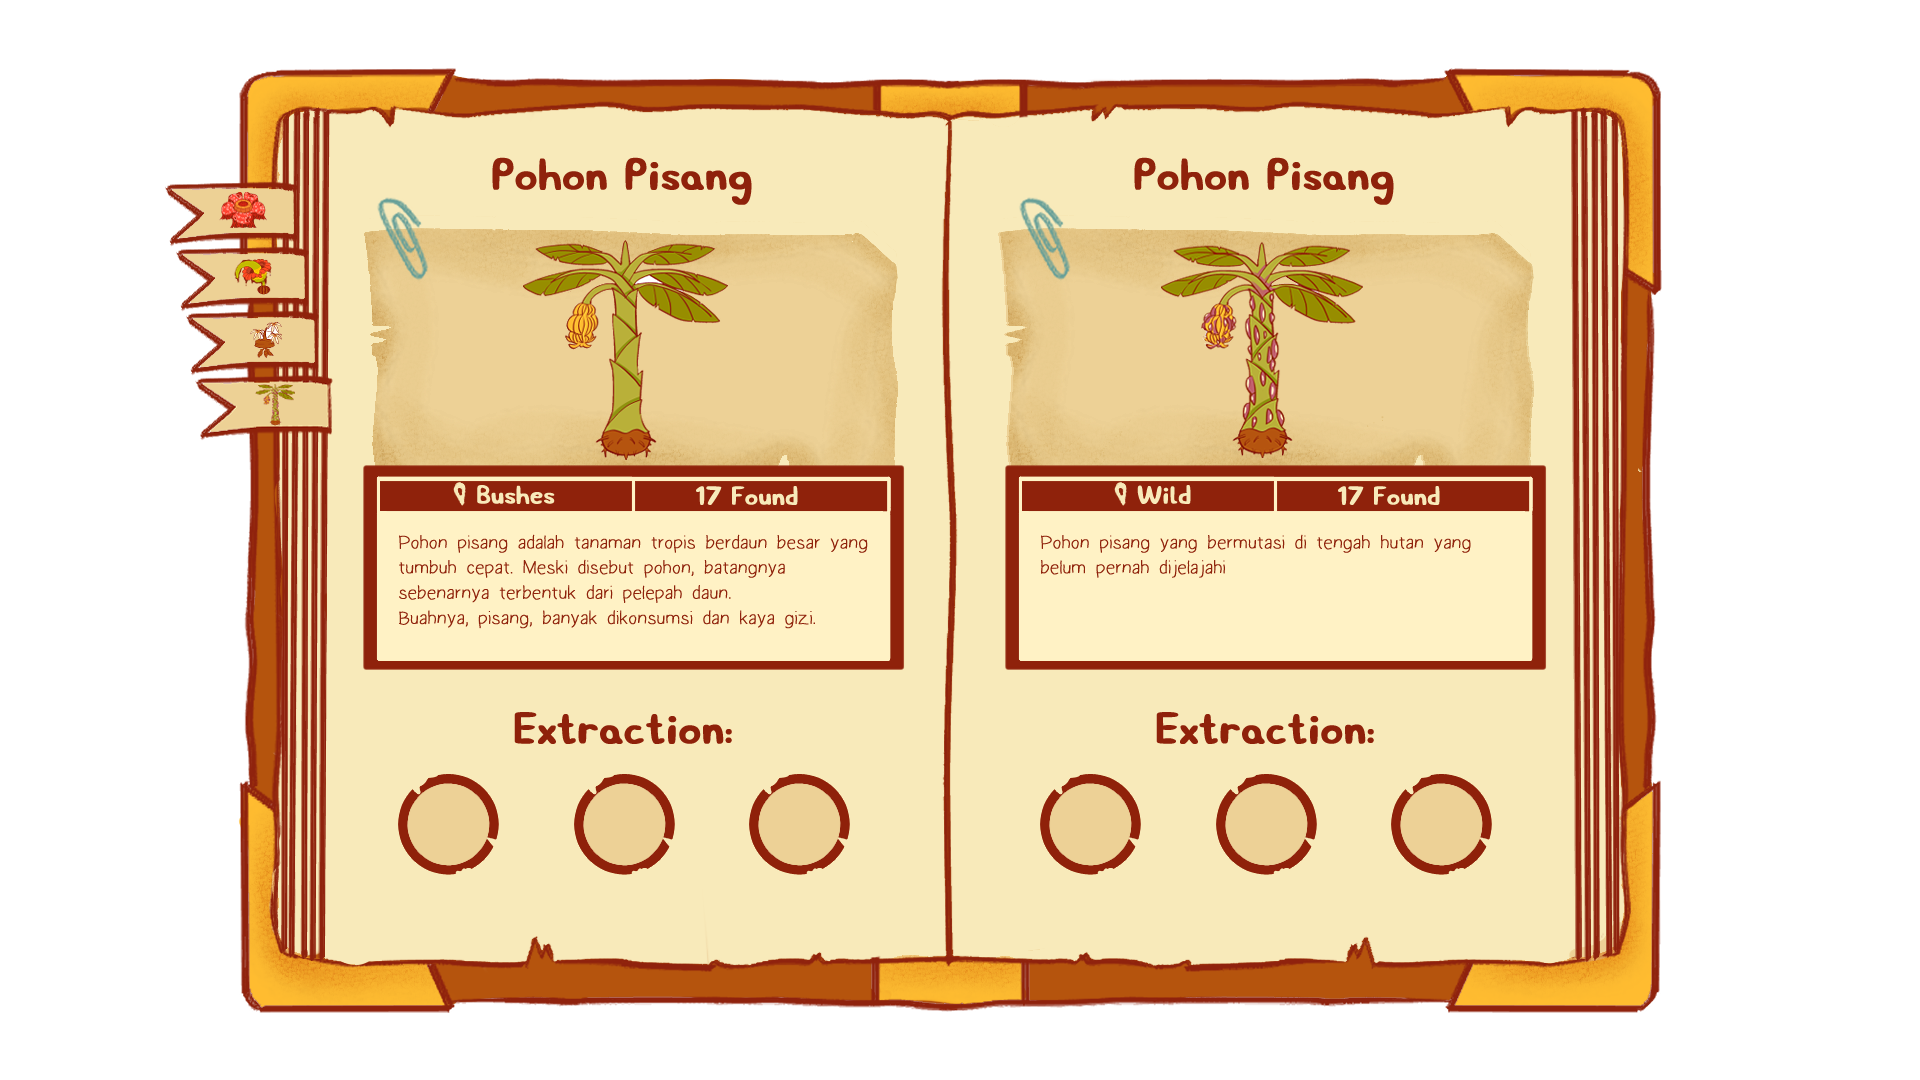 Pohon Pisang
Bushes
17 Found
Pohon pisang adalah tanaman tropis berdaun besar yang
tumbuh cepat. Meski disebut pohon, batangnya
sebenarnya terbentuk dari pelepah daun.
Buahnya, pisang, banyak dikonsumsi dan kaya gizi.
Extraction:
Pohon Pisang
Wild
17 Found
Pohon pisang yang bermutasi di tengah hutan yang
belum pernah dijelajahi
Extraction: